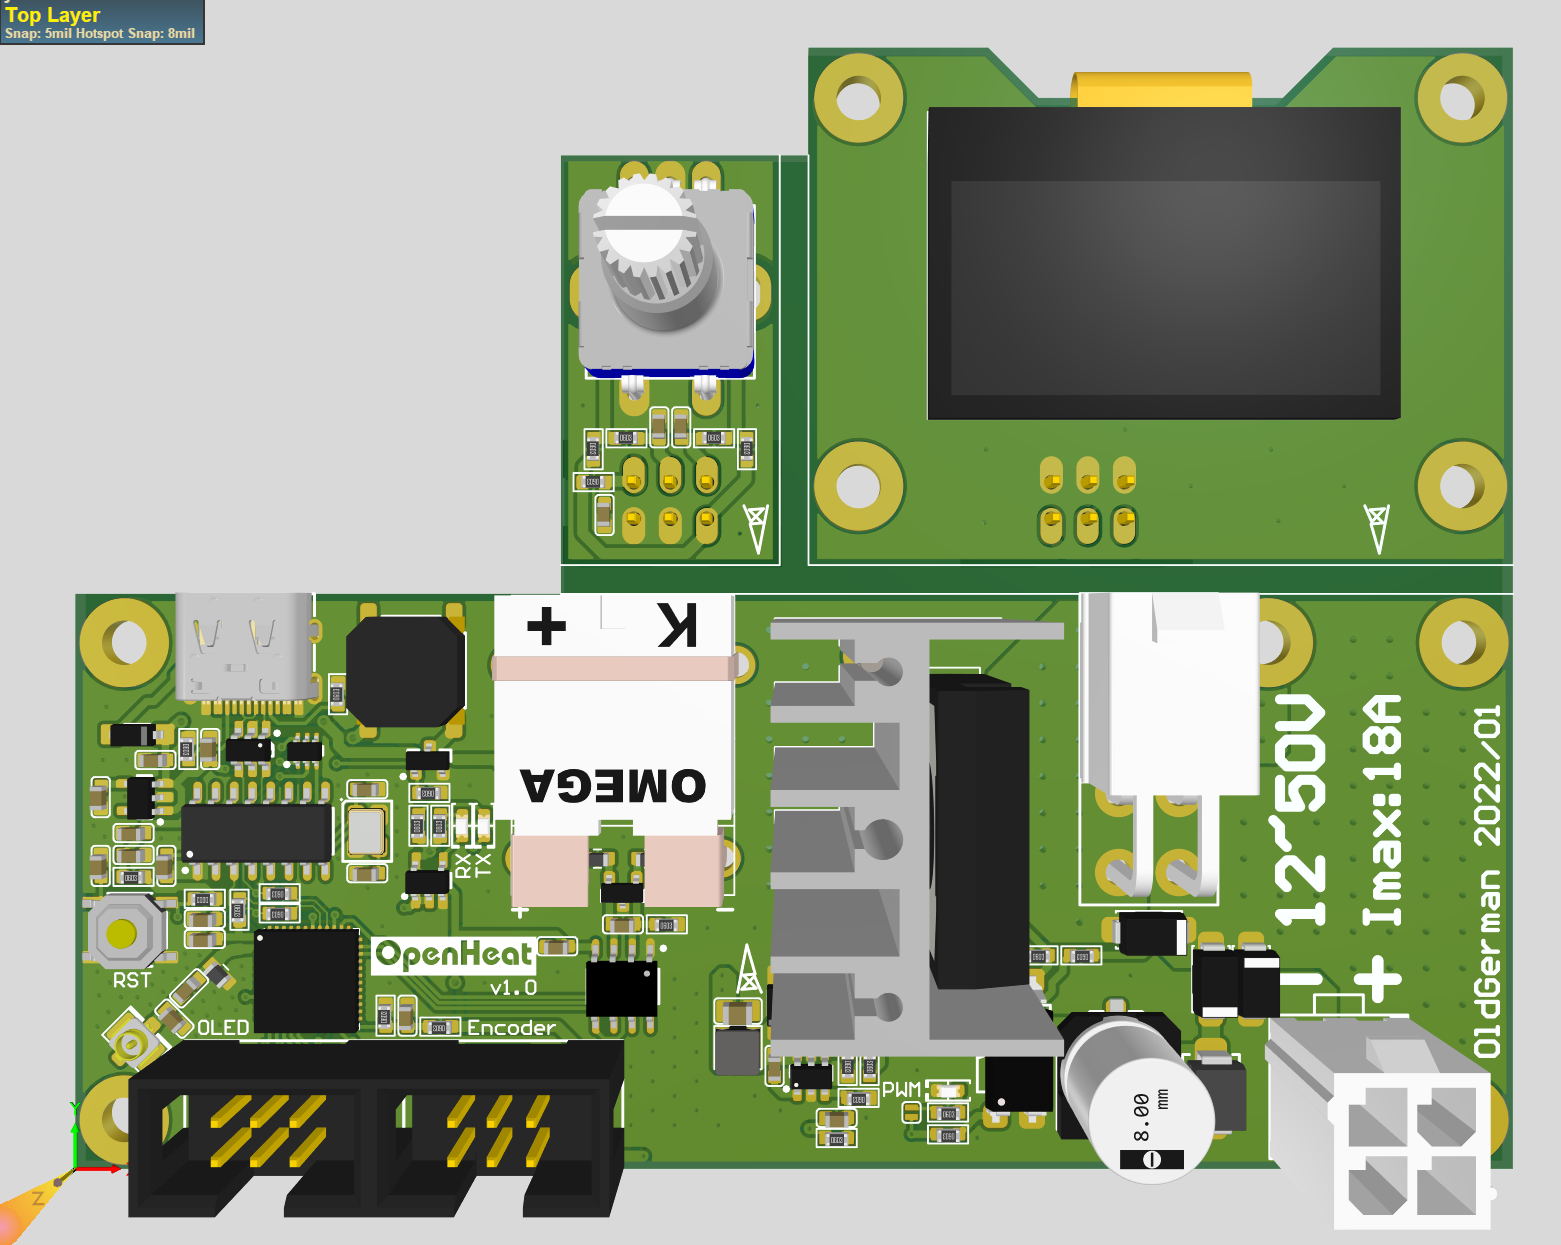 Top Layer
Snap: 5mil Hotspot Snap: 8mil
+ K
OMEGA
+ −
RX
TX
RST
OpenHeat
v1.0
OLED
Encoder
PWM
12~50V
Imax:18A
OldGerman 2022/01
− +
8.00
mm
Y
Z
0603